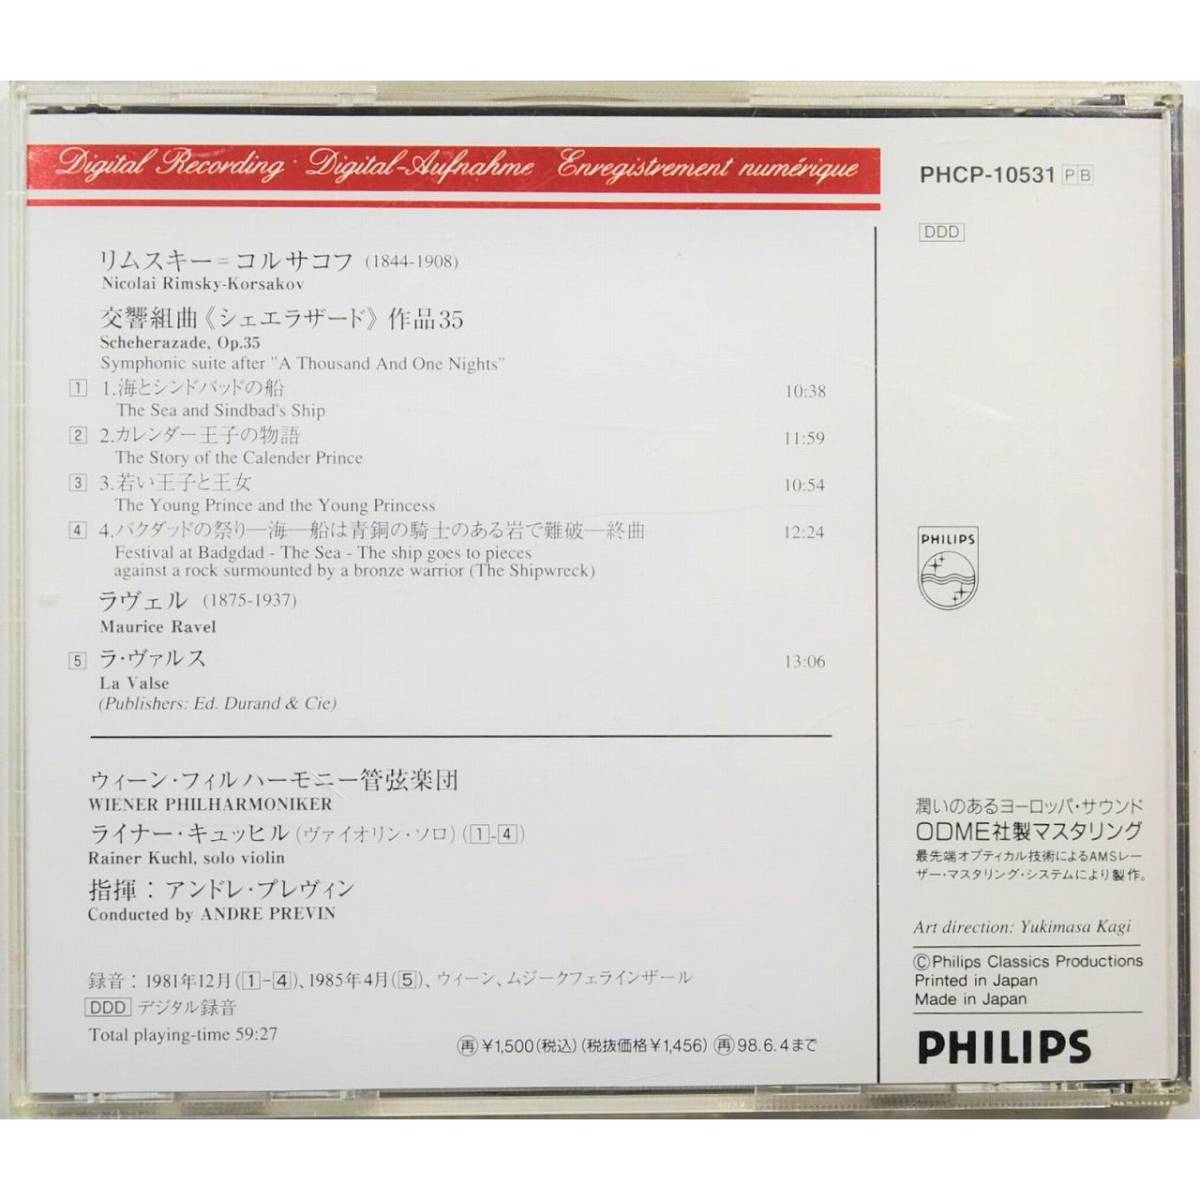 Digital Recording · Digital-Aufnahme Enregistrement numérique
リムスキー=コルサコフ (1844-1908)
Nicolai Rimsky-Korsakov
交響組曲《シェエラザード》作品35
Scheherazade, Op.35
Symphonic suite after "A Thousand And One Nights"
1 1.海とシンドバッドの船 10:38
The Sea and Sindbad's Ship
2 2.カレンダー王子の物語 11:59
The Story of the Calender Prince
3 3.若い王子と王女 10:54
The Young Prince and the Young Princess
4 4.バクダッドの祭り―海―船は青銅の騎士のある岩で難破―終曲 12:24
Festival at Badgdad - The Sea - The ship goes to pieces
against a rock surmounted by a bronze warrior (The Shipwreck)
ラヴェル (1875-1937)
Maurice Ravel
5 ラ・ヴァルス 13:06
La Valse
(Publishers: Ed. Durand & Cie)
ウィーン・フィルハーモニー管弦楽団
WIENER PHILHARMONIKER
ライナー・キュッヒル(ヴァイオリン・ソロ)(1-4)
Rainer Kuchl, solo violin
指揮：アンドレ・プレヴィン
Conducted by ANDRE PREVIN
録音：1981年12月(1-4)、1985年4月(5)、ウィーン、ムジークフェラインザール
DDD デジタル録音
Total playing-time 59:27
㊢¥1,500(税込)(税抜価格¥1,456) 再98.6.4まで
PHCP-10531 PB
DDD
PHILIPS
潤いのあるヨーロッパ・サウンド
ODME社製マスタリング
最先端オプティカル技術によるAMSレー
ザー・マスタリング・システムにより製作。
Art direction: Yukimasa Kagi
©Philips Classics Productions
Printed in Japan
Made in Japan
PHILIPS